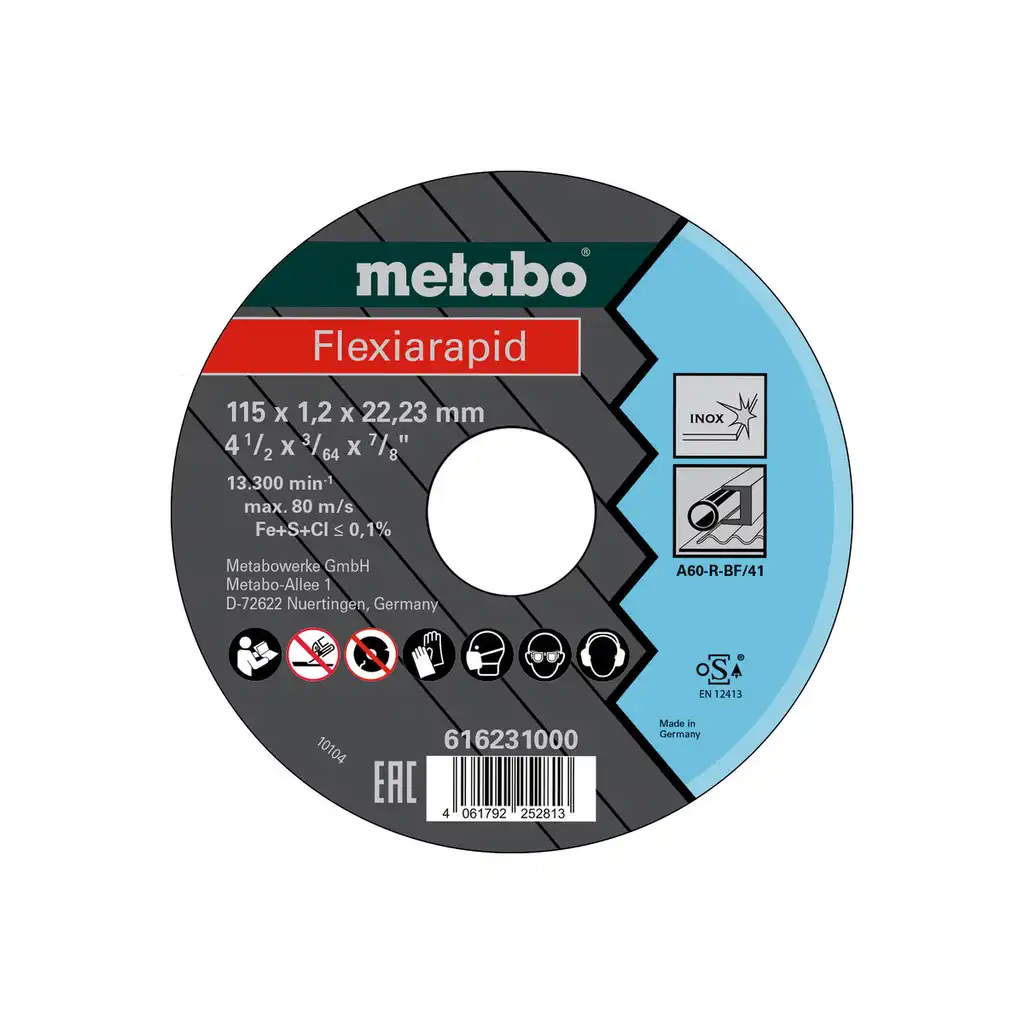 metabo®
Flexiarapid
115 x 1,2 x 22,23 mm
4 1/2 x 3/64 x 7/8"
13.300 min-1
max. 80 m/s
Fe+S+Cl ≤ 0,1%
Metabowerke GmbH
Metabo-Allee 1
D-72622 Nuertingen, Germany
INOX
A60-R-BF/41
oS®
EN 12413
Made in
Germany
10104
616231000
EAC
4 061792 252813